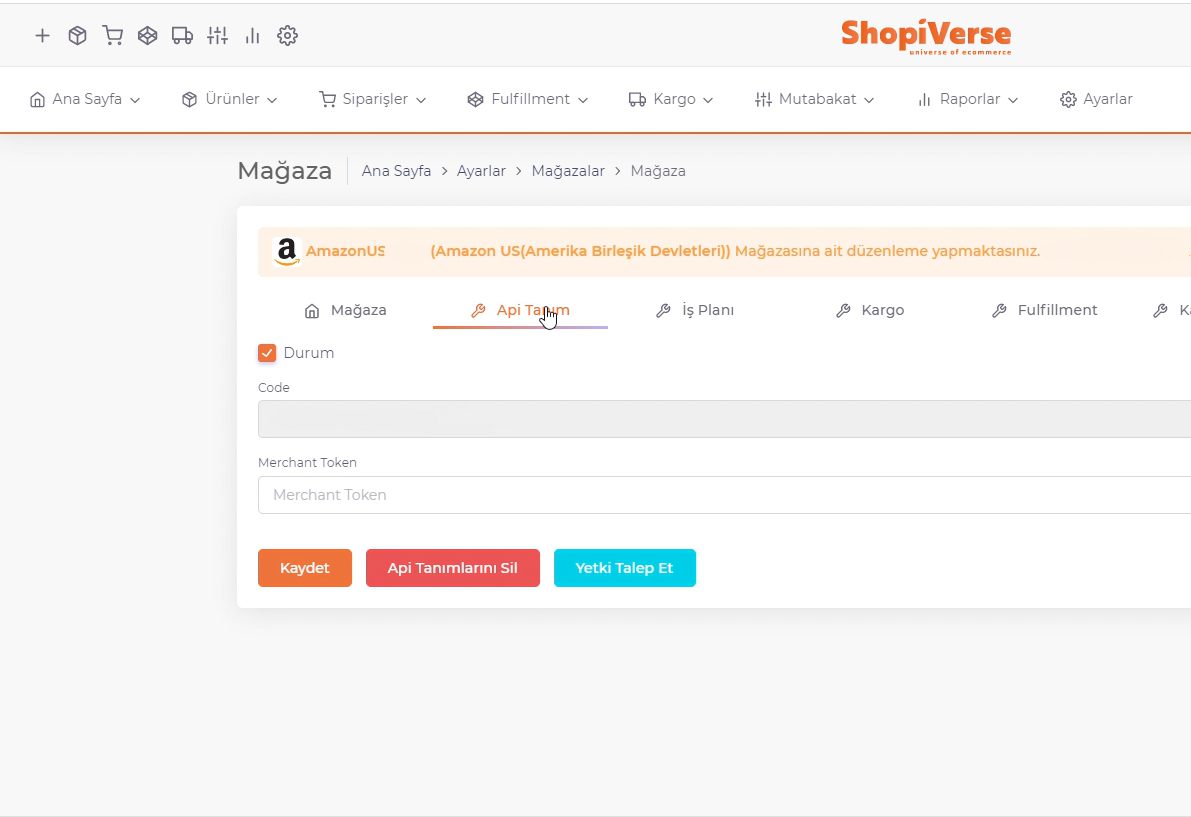 ShopiVerse
universe of ecommerce
Ana Sayfa Ürünler Siparişler Fulfillment Kargo Mutabakat Raporlar Ayarlar
Mağaza Ana Sayfa > Ayarlar > Mağazalar > Mağaza
a AmazonUS (Amazon US(Amerika Birleşik Devletleri)) Mağazasına ait düzenleme yapmaktasınız.
Mağaza Api Tanım İş Planı Kargo Fulfillment
Durum
Code
Merchant Token
Merchant Token
Kaydet Api Tanımlarını Sil Yetki Talep Et